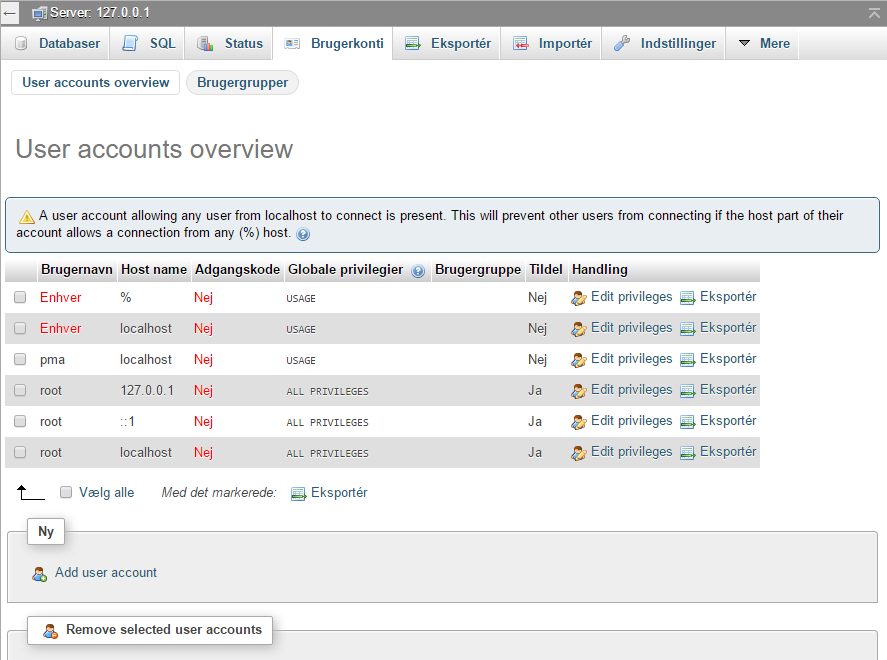 Server: 127.0.0.1
Databaser SQL Status Brugerkonti Eksportér Importér Indstillinger Mere
User accounts overview Brugergrupper
User accounts overview
A user account allowing any user from localhost to connect is present. This will prevent other users from connecting if the host part of their
account allows a connection from any (%) host.
Brugernavn Host name Adgangskode Globale privilegier Brugergruppe Tildel Handling
Enhver % Nej USAGE Nej Edit privileges Eksportér
Enhver localhost Nej USAGE Nej Edit privileges Eksportér
pma localhost Nej USAGE Nej Edit privileges Eksportér
root 127.0.0.1 Nej ALL PRIVILEGES Ja Edit privileges Eksportér
root ::1 Nej ALL PRIVILEGES Ja Edit privileges Eksportér
root localhost Nej ALL PRIVILEGES Ja Edit privileges Eksportér
Vælg alle Med det markerede: Eksportér
Ny
Add user account
Remove selected user accounts